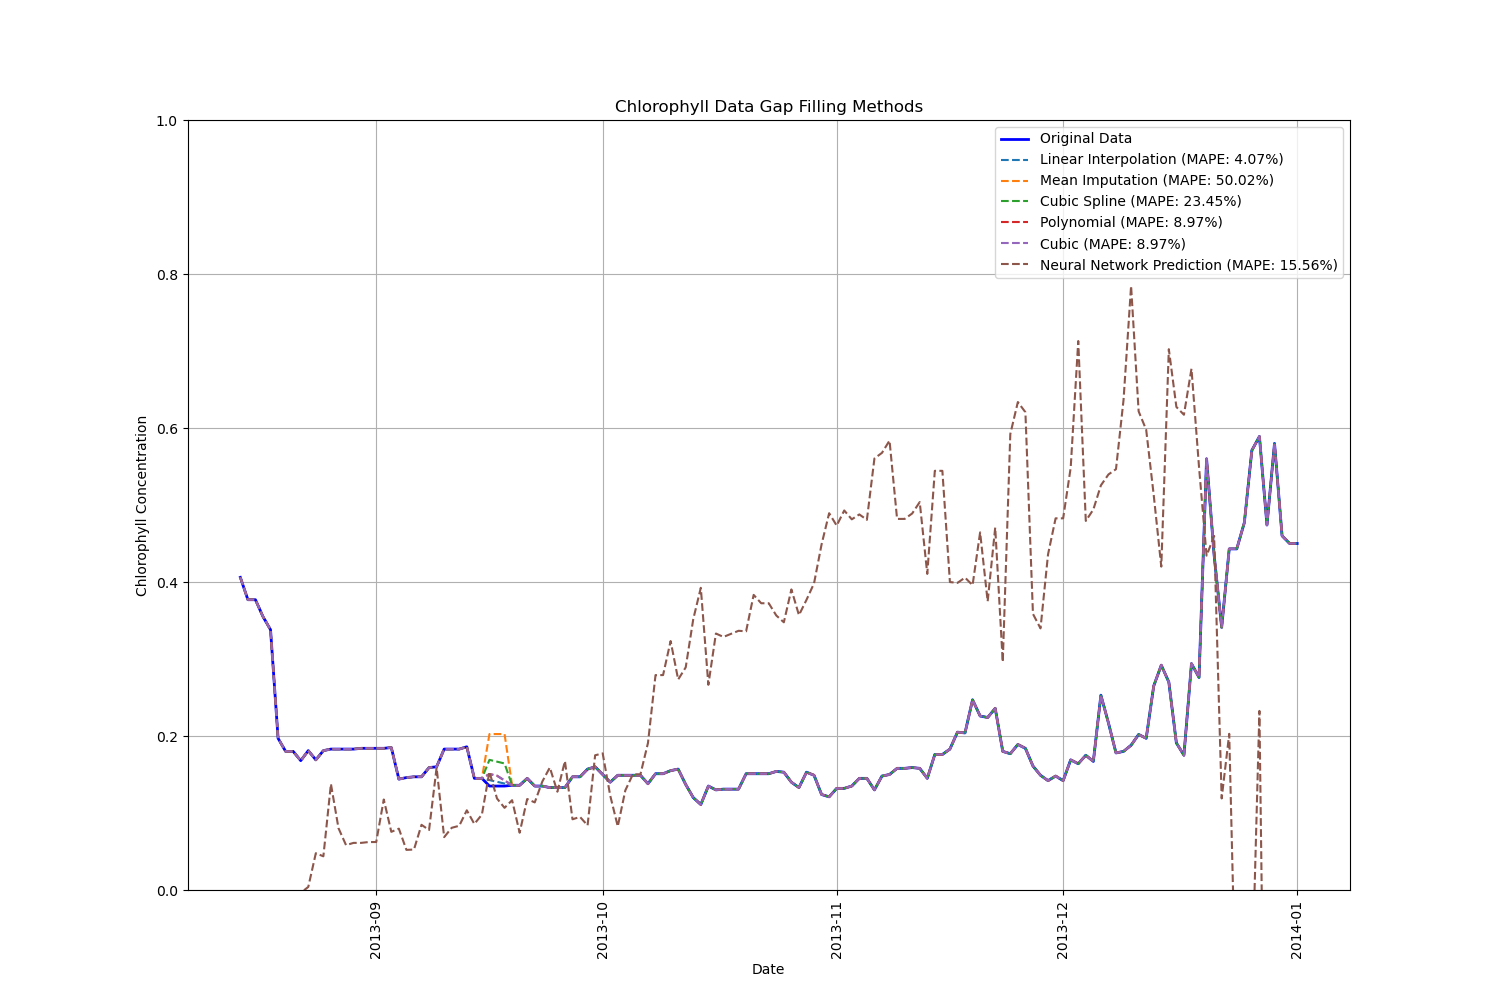 Chlorophyll Data Gap Filling Methods
Original Data
Linear Interpolation (MAPE: 4.07%)
Mean Imputation (MAPE: 50.02%)
Cubic Spline (MAPE: 23.45%)
Polynomial (MAPE: 8.97%)
Cubic (MAPE: 8.97%)
Neural Network Prediction (MAPE: 15.56%)
Chlorophyll Concentration
1.0
0.8
0.6
0.4
0.2
0.0
2013-09
2013-10
2013-11
2013-12
2014-01
Date